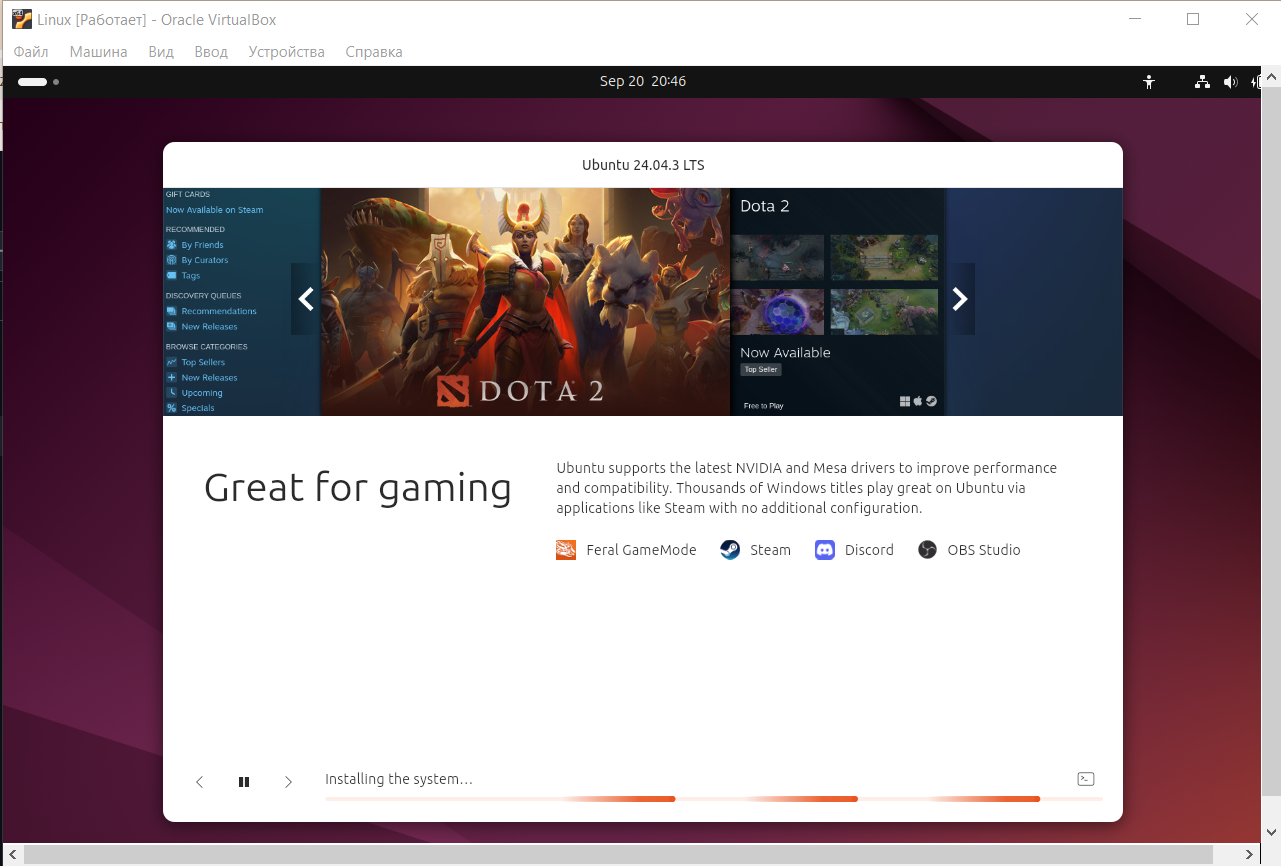 Linux [Работает] - Oracle VirtualBox
Файл Машина Вид Ввод Устройства Справка
Sep 20 20:46
Ubuntu 24.04.3 LTS
GIFT CARDS
Now Available on Steam
RECOMMENDED
By Friends
By Curators
Tags
DISCOVERY QUEUES
Recommendations
New Releases
BROWSE CATEGORIES
Top Sellers
New Releases
Upcoming
Specials
DOTA 2
Dota 2
Now Available
Top Seller
Free to Play
Great for gaming
Ubuntu supports the latest NVIDIA and Mesa drivers to improve performance
and compatibility. Thousands of Windows titles play great on Ubuntu via
applications like Steam with no additional configuration.
Feral GameMode Steam Discord OBS Studio
Installing the system...